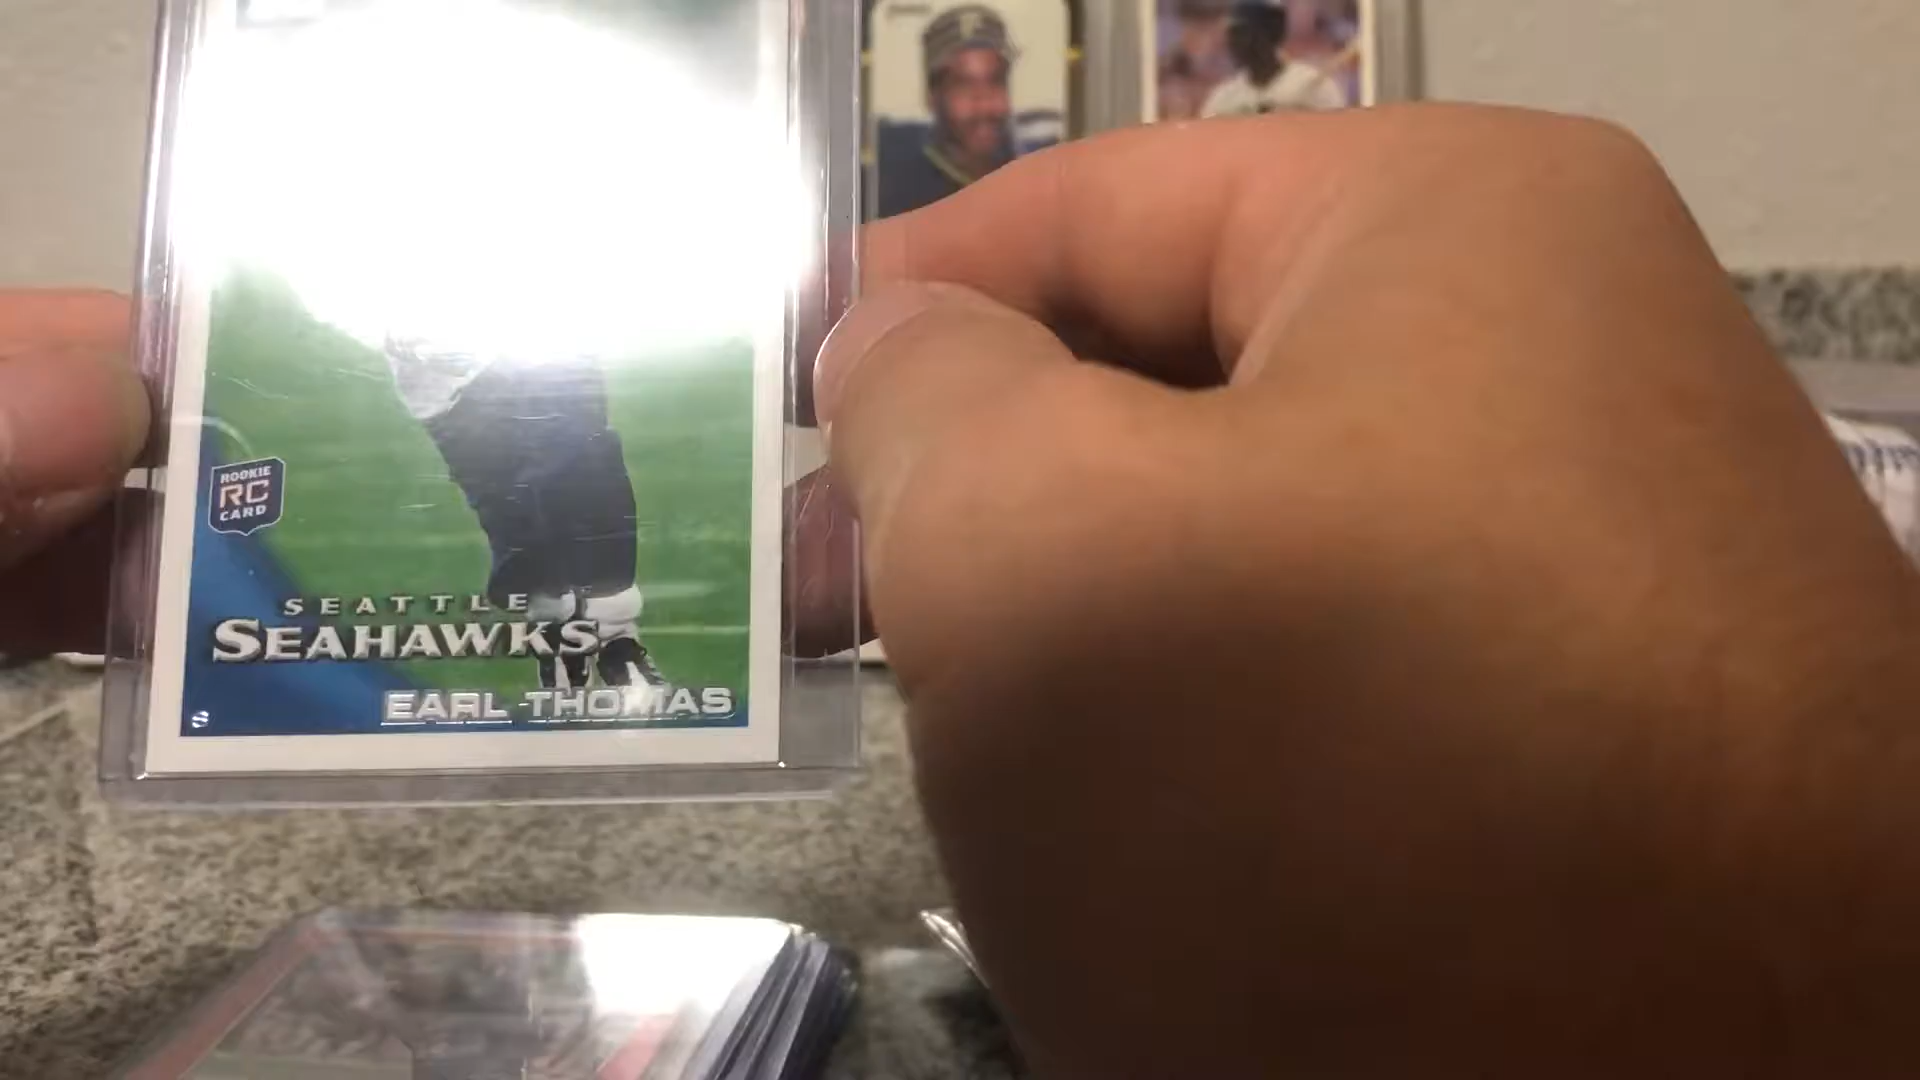 ROOKIE
RC
CARD
SEATTLE
SEAHAWKS
EARL THOMAS
S